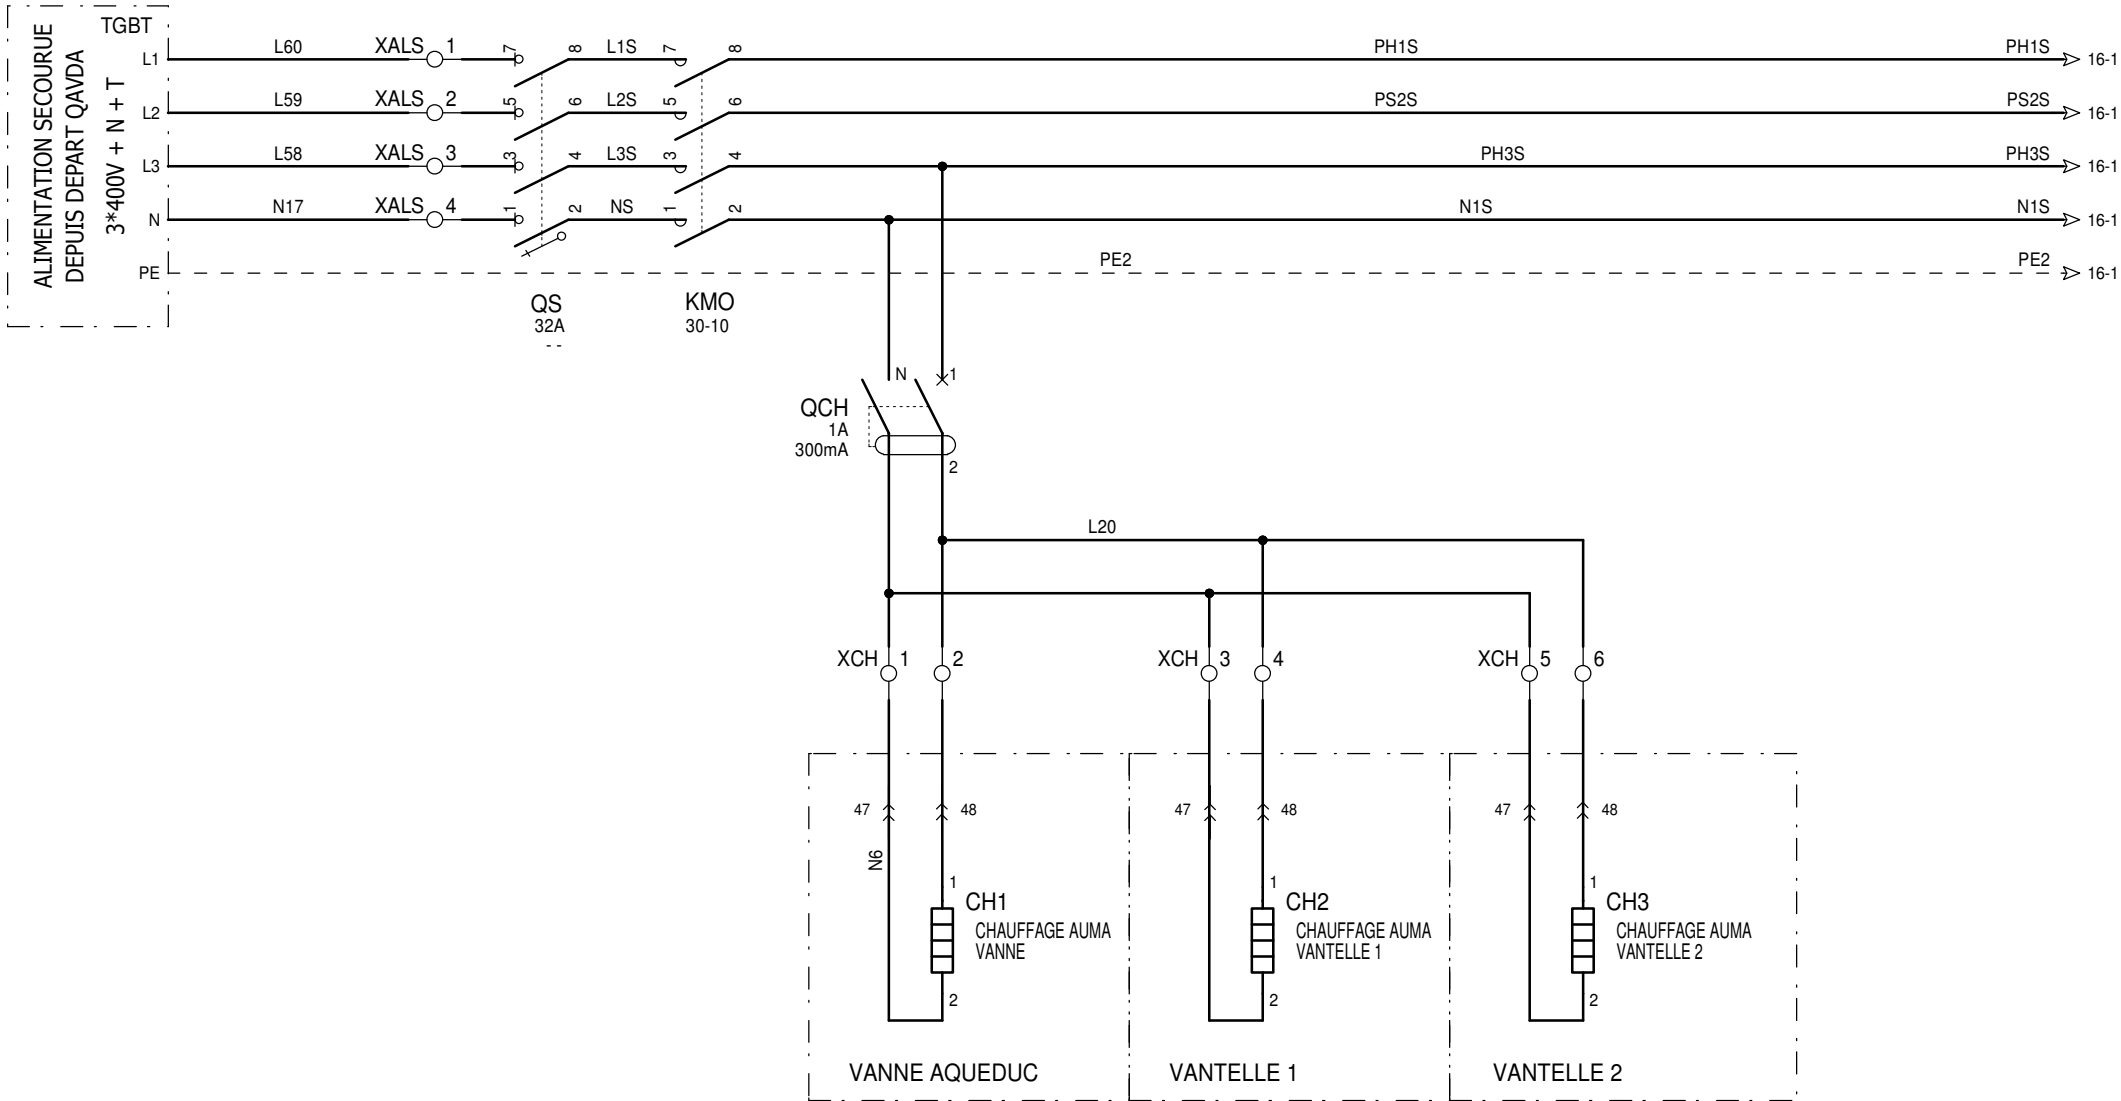 ALIMENTATION SECOURUE
DEPUIS DEPART QAVDA
3*400V + N + T
TGBT
L1 L60 XALS 1 7 8 L1S 7 8 PH1S PH1S 16-1
L2 L59 XALS 2 5 6 L2S 5 6 PS2S PS2S 16-1
L3 L58 XALS 3 3 4 L3S 3 4 PH3S PH3S 16-1
N N17 XALS 4 1 2 NS 1 2 N1S N1S 16-1
PE PE2 PE2 16-1
QS KMO
32A 30-10
- -
N 1
QCH
1A
300mA
2
L20
XCH 1 2 XCH 3 4 XCH 5 6
47 48 47 48 47 48
N6
1 1 1
CH1 CH2 CH3
CHAUFFAGE AUMA CHAUFFAGE AUMA CHAUFFAGE AUMA
VANNE VANTELLE 1 VANTELLE 2
2 2 2
VANNE AQUEDUC VANTELLE 1 VANTELLE 2